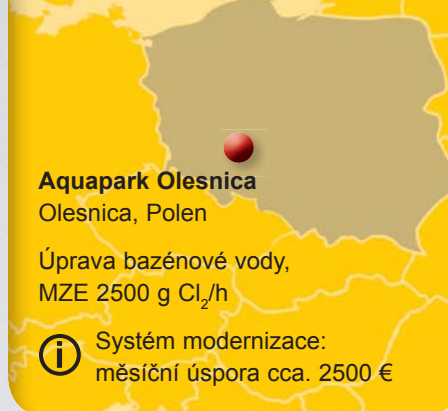 Aquapark Olesnica
Olesnica, Polen
Úprava bazénové vody,
MZE 2500 g Cl₂/h
Systém modernizace:
měsíční úspora cca. 2500 €